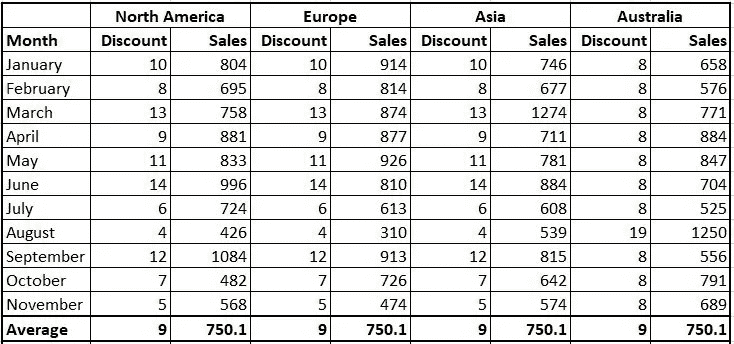 North America Europe Asia Australia
Month Discount Sales Discount Sales Discount Sales Discount Sales
January 10 804 10 914 10 746 8 658
February 8 695 8 814 8 677 8 576
March 13 758 13 874 13 1274 8 771
April 9 881 9 877 9 711 8 884
May 11 833 11 926 11 781 8 847
June 14 996 14 810 14 884 8 704
July 6 724 6 613 6 608 8 525
August 4 426 4 310 4 539 19 1250
September 12 1084 12 913 12 815 8 556
October 7 482 7 726 7 642 8 791
November 5 568 5 474 5 574 8 689
Average 9 750.1 9 750.1 9 750.1 9 750.1